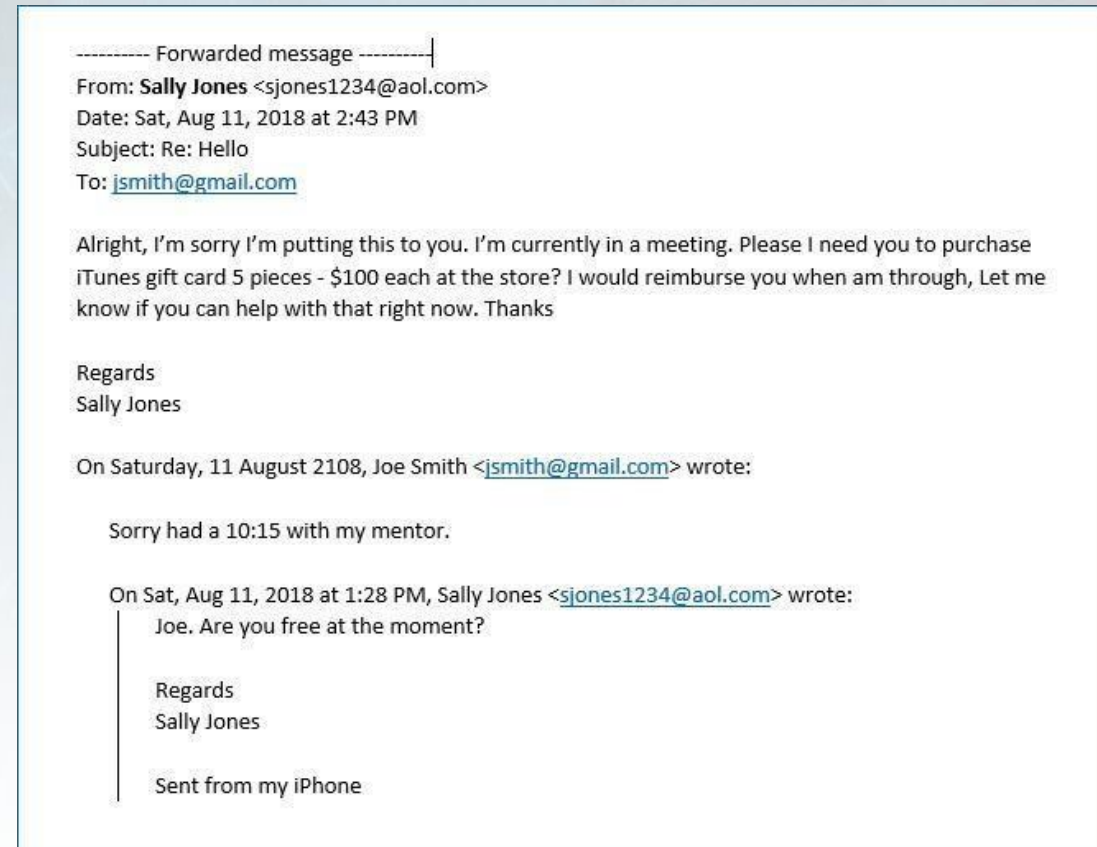 ---------- Forwarded message ----------
From: Sally Jones <sjones1234@aol.com>
Date: Sat, Aug 11, 2018 at 2:43 PM
Subject: Re: Hello
To: jsmith@gmail.com
Alright, I'm sorry I'm putting this to you. I'm currently in a meeting. Please I need you to purchase
iTunes gift card 5 pieces - $100 each at the store? I would reimburse you when am through, Let me
know if you can help with that right now. Thanks
Regards
Sally Jones
On Saturday, 11 August 2108, Joe Smith <jsmith@gmail.com> wrote:
Sorry had a 10:15 with my mentor.
On Sat, Aug 11, 2018 at 1:28 PM, Sally Jones <sjones1234@aol.com> wrote:
Joe. Are you free at the moment?
Regards
Sally Jones
Sent from my iPhone